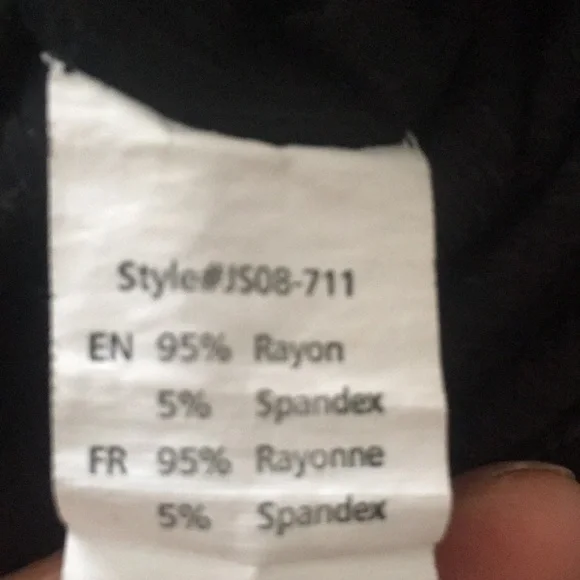 Style#JS08-711
EN 95% Rayon
5% Spandex
FR 95% Rayonne
5% Spandex